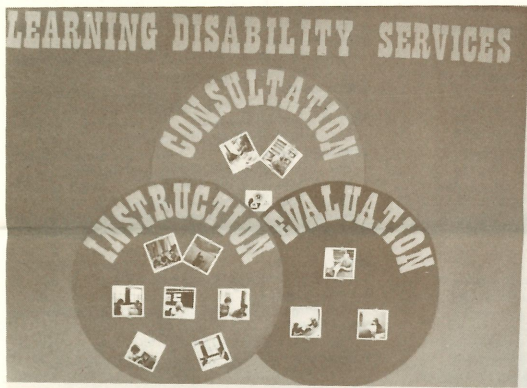 LEARNING DISABILITY SERVICES
CONSULTATION
INSTRUCTION
EVALUATION